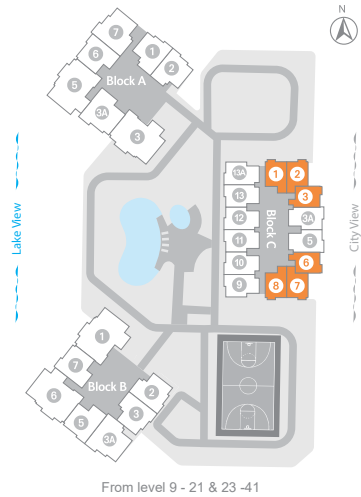 N
7
1
6
2
Block A
5
3A
3
Lake View
City View
13A
1
2
13
3
12
3A
Block C
11
5
10
6
9
8
7
1
7
Block B
2
6
3
5
3A
From level 9 - 21 & 23 -41